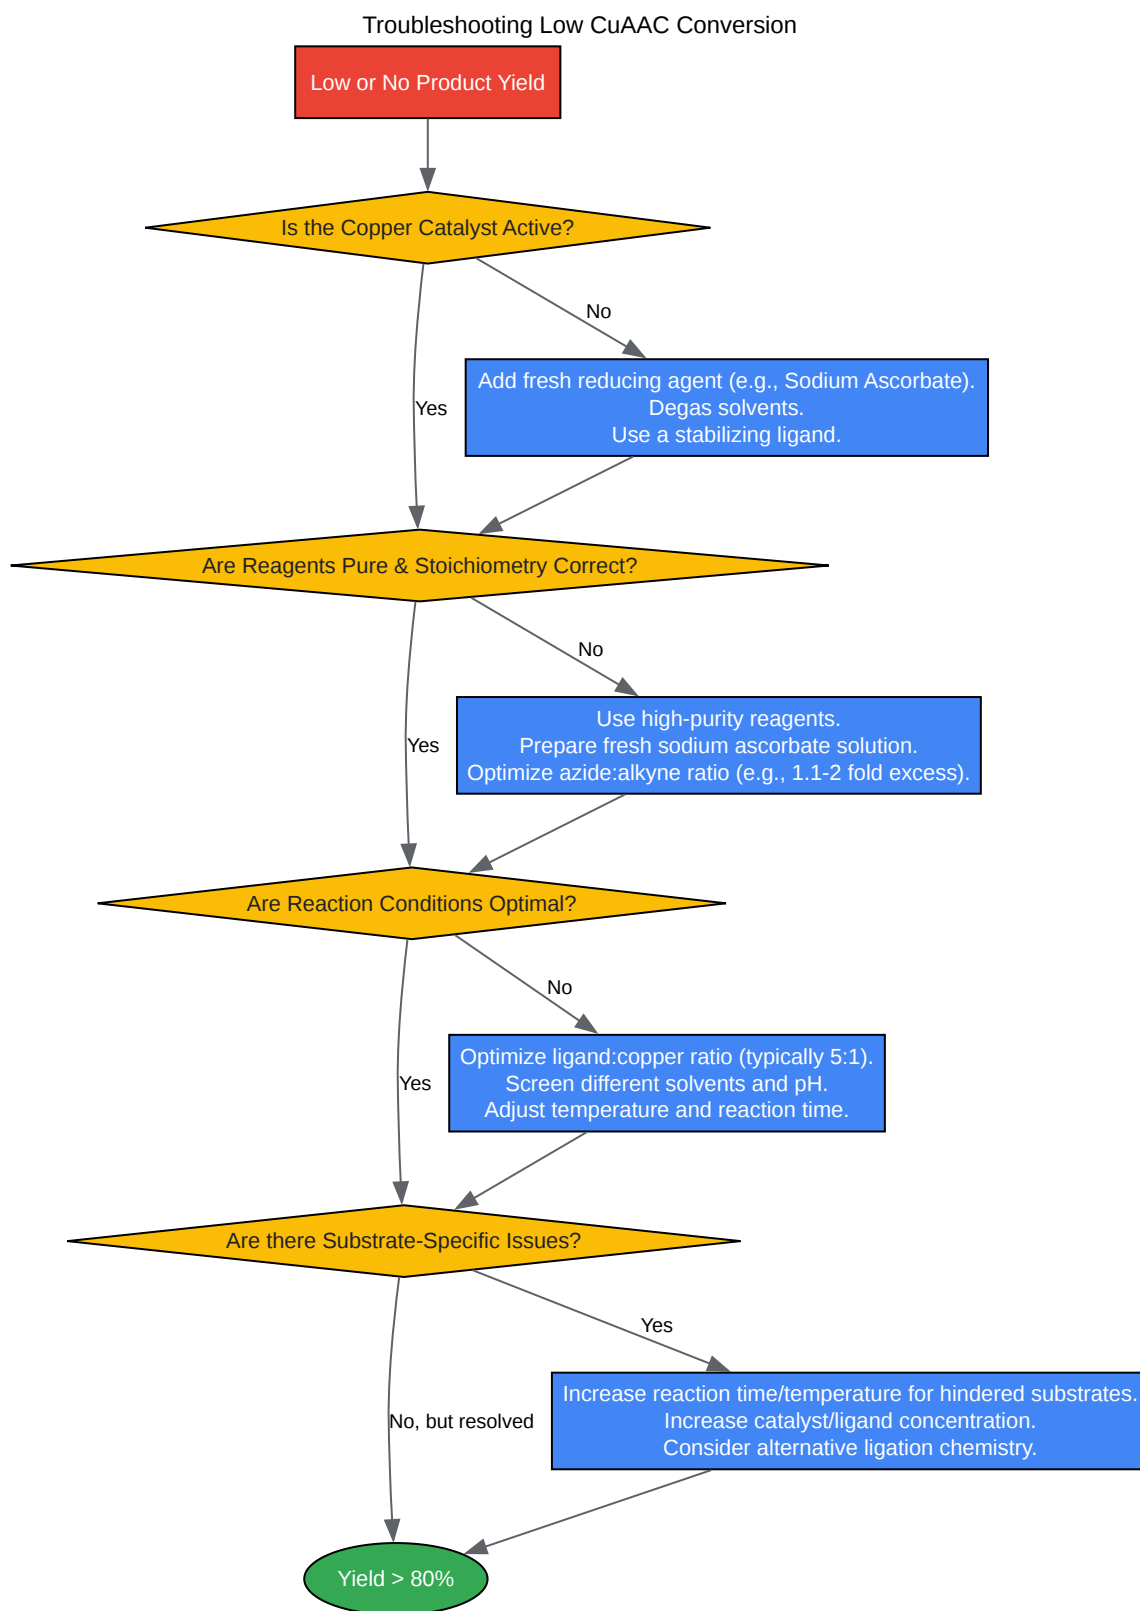 Troubleshooting Low CuAAC Conversion
Low or No Product Yield
Is the Copper Catalyst Active?
No
Add fresh reducing agent (e.g., Sodium Ascorbate).
Degas solvents.
Use a stabilizing ligand.
Yes
Are Reagents Pure & Stoichiometry Correct?
No
Use high-purity reagents.
Prepare fresh sodium ascorbate solution.
Optimize azide:alkyne ratio (e.g., 1.1-2 fold excess).
Yes
Are Reaction Conditions Optimal?
No
Optimize ligand:copper ratio (typically 5:1).
Screen different solvents and pH.
Adjust temperature and reaction time.
Yes
Are there Substrate-Specific Issues?
Yes
Increase reaction time/temperature for hindered substrates.
Increase catalyst/ligand concentration.
Consider alternative ligation chemistry.
No, but resolved
Yield > 80%